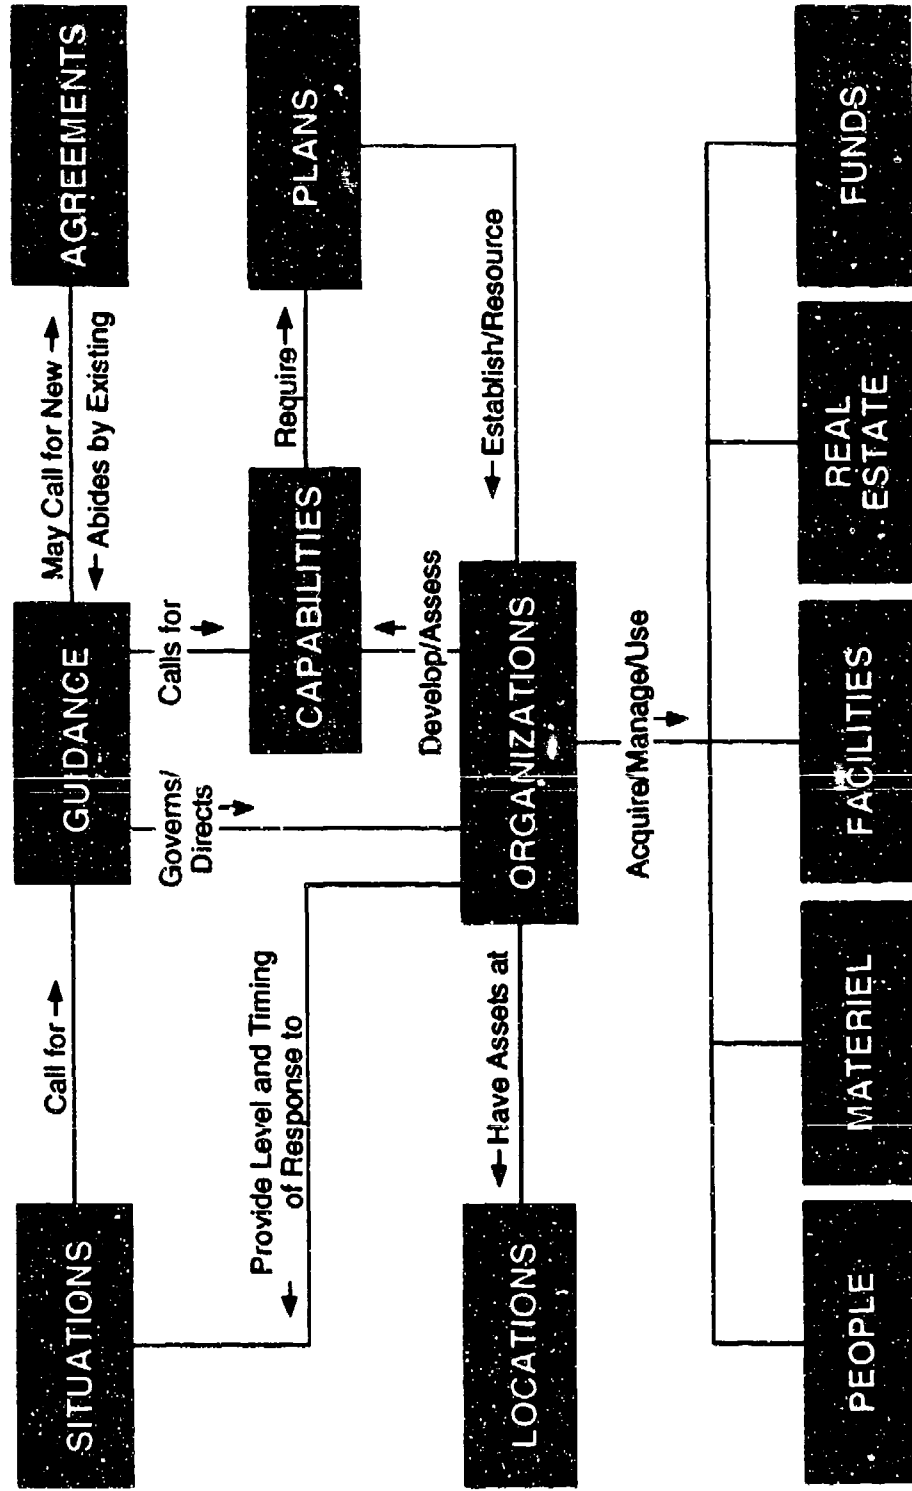 SITUATIONS
Call for
GUIDANCE
May Call for New
Abides by Existing
AGREEMENTS
Governs/
Directs
Calls for
Provide Level and Timing
of Response to
CAPABILITIES
Require
PLANS
Develop/Assess
LOCATIONS
Have Assets at
ORGANIZATIONS
Establish/Resource
Acquire/Manage/Use
PEOPLE
MATERIEL
FACILITIES
REAL
ESTATE
FUNDS